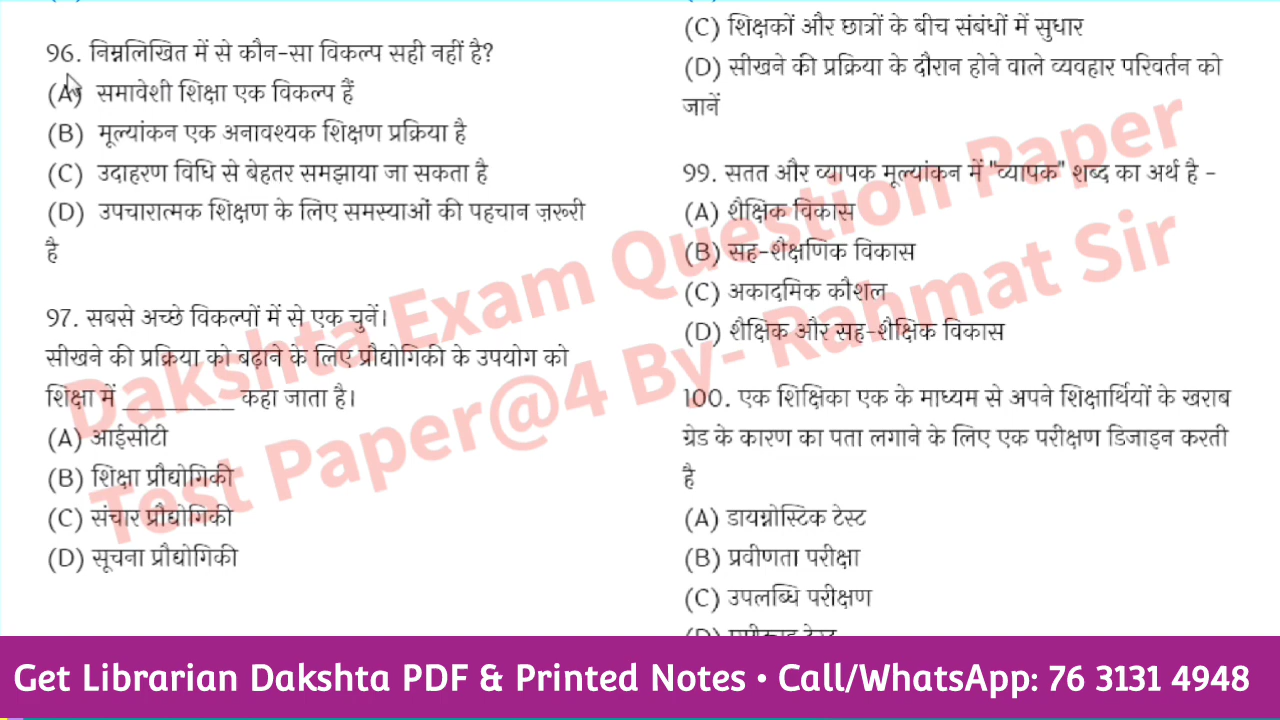 96. निम्नलिखित में से कौन-सा विकल्प सही नहीं है?
(A) समावेशी शिक्षा एक विकल्प हैं
(B) मूल्यांकन एक अनावश्यक शिक्षण प्रक्रिया है
(C) उदाहरण विधि से बेहतर समझाया जा सकता है
(D) उपचारात्मक शिक्षण के लिए समस्याओं की पहचान ज़रूरी
है
97. सबसे अच्छे विकल्पों में से एक चुनें।
सीखने की प्रक्रिया को बढ़ाने के लिए प्रौद्योगिकी के उपयोग को
शिक्षा में _________ कहा जाता है।
(A) आईसीटी
(B) शिक्षा प्रौद्योगिकी
(C) संचार प्रौद्योगिकी
(D) सूचना प्रौद्योगिकी
(C) शिक्षकों और छात्रों के बीच संबंधों में सुधार
(D) सीखने की प्रक्रिया के दौरान होने वाले व्यवहार परिवर्तन को
जानें
99. सतत और व्यापक मूल्यांकन में "व्यापक" शब्द का अर्थ है -
(A) शैक्षिक विकास
(B) सह-शैक्षणिक विकास
(C) अकादमिक कौशल
(D) शैक्षिक और सह-शैक्षिक विकास
100. एक शिक्षिका एक के माध्यम से अपने शिक्षार्थियों के खराब
ग्रेड के कारण का पता लगाने के लिए एक परीक्षण डिजाइन करती
है
(A) डायग्नोस्टिक टेस्ट
(B) प्रवीणता परीक्षा
(C) उपलब्धि परीक्षण
Dakshta Exam Question Paper
Test Paper@4 By- Rahmat Sir
Get Librarian Dakshta PDF & Printed Notes • Call/WhatsApp: 76 3131 4948